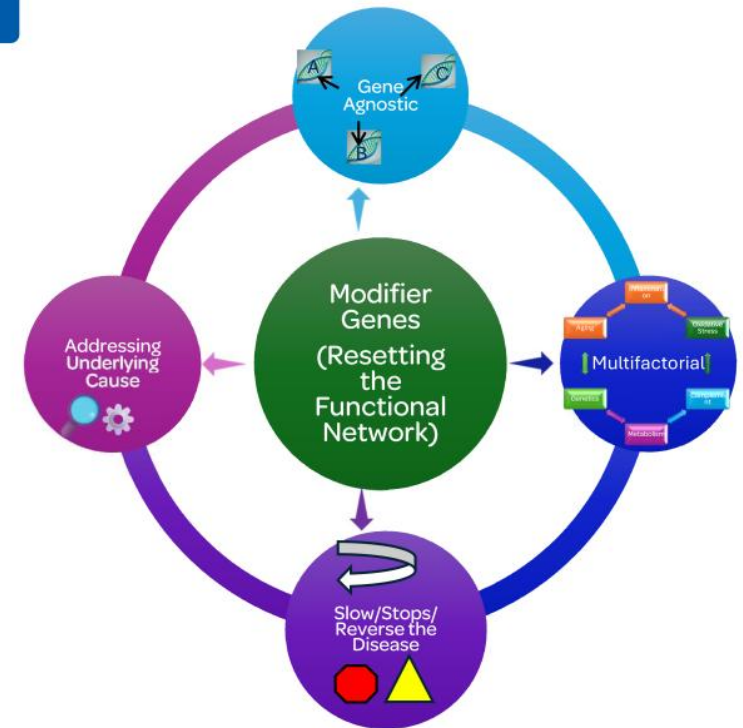 A
C
Gene
Agnostic
B
Modifier
Genes
(Resetting
the
Functional
Network)
Addressing
Underlying
Cause
Aging
Oxidative
Stress
Multifactorial
Genetics
Metabolism
Slow/Stops/
Reverse the
Disease